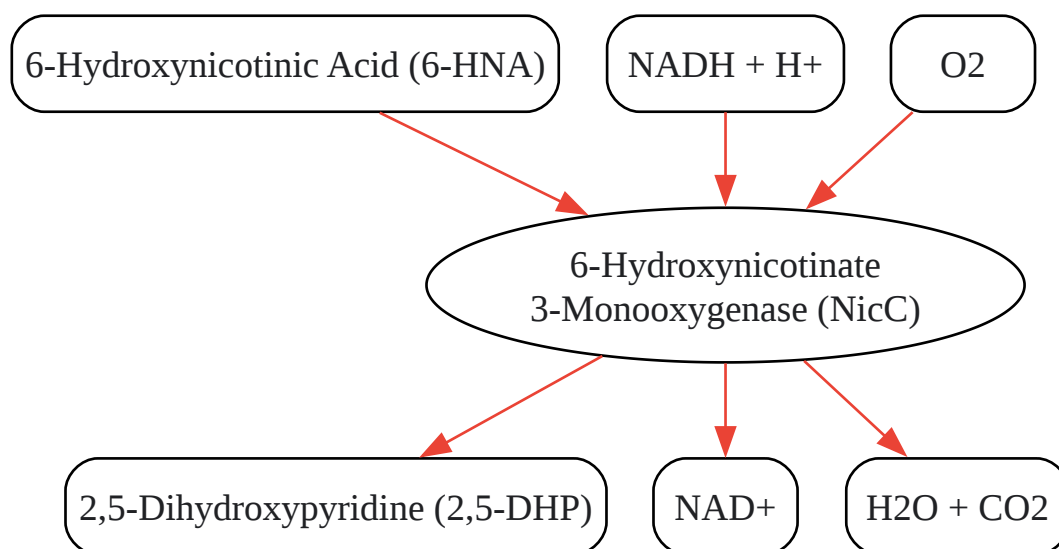 6-Hydroxynicotinic Acid (6-HNA)
NADH + H+
O2
6-Hydroxynicotinate
3-Monooxygenase (NicC)
2,5-Dihydroxypyridine (2,5-DHP)
NAD+
H2O + CO2